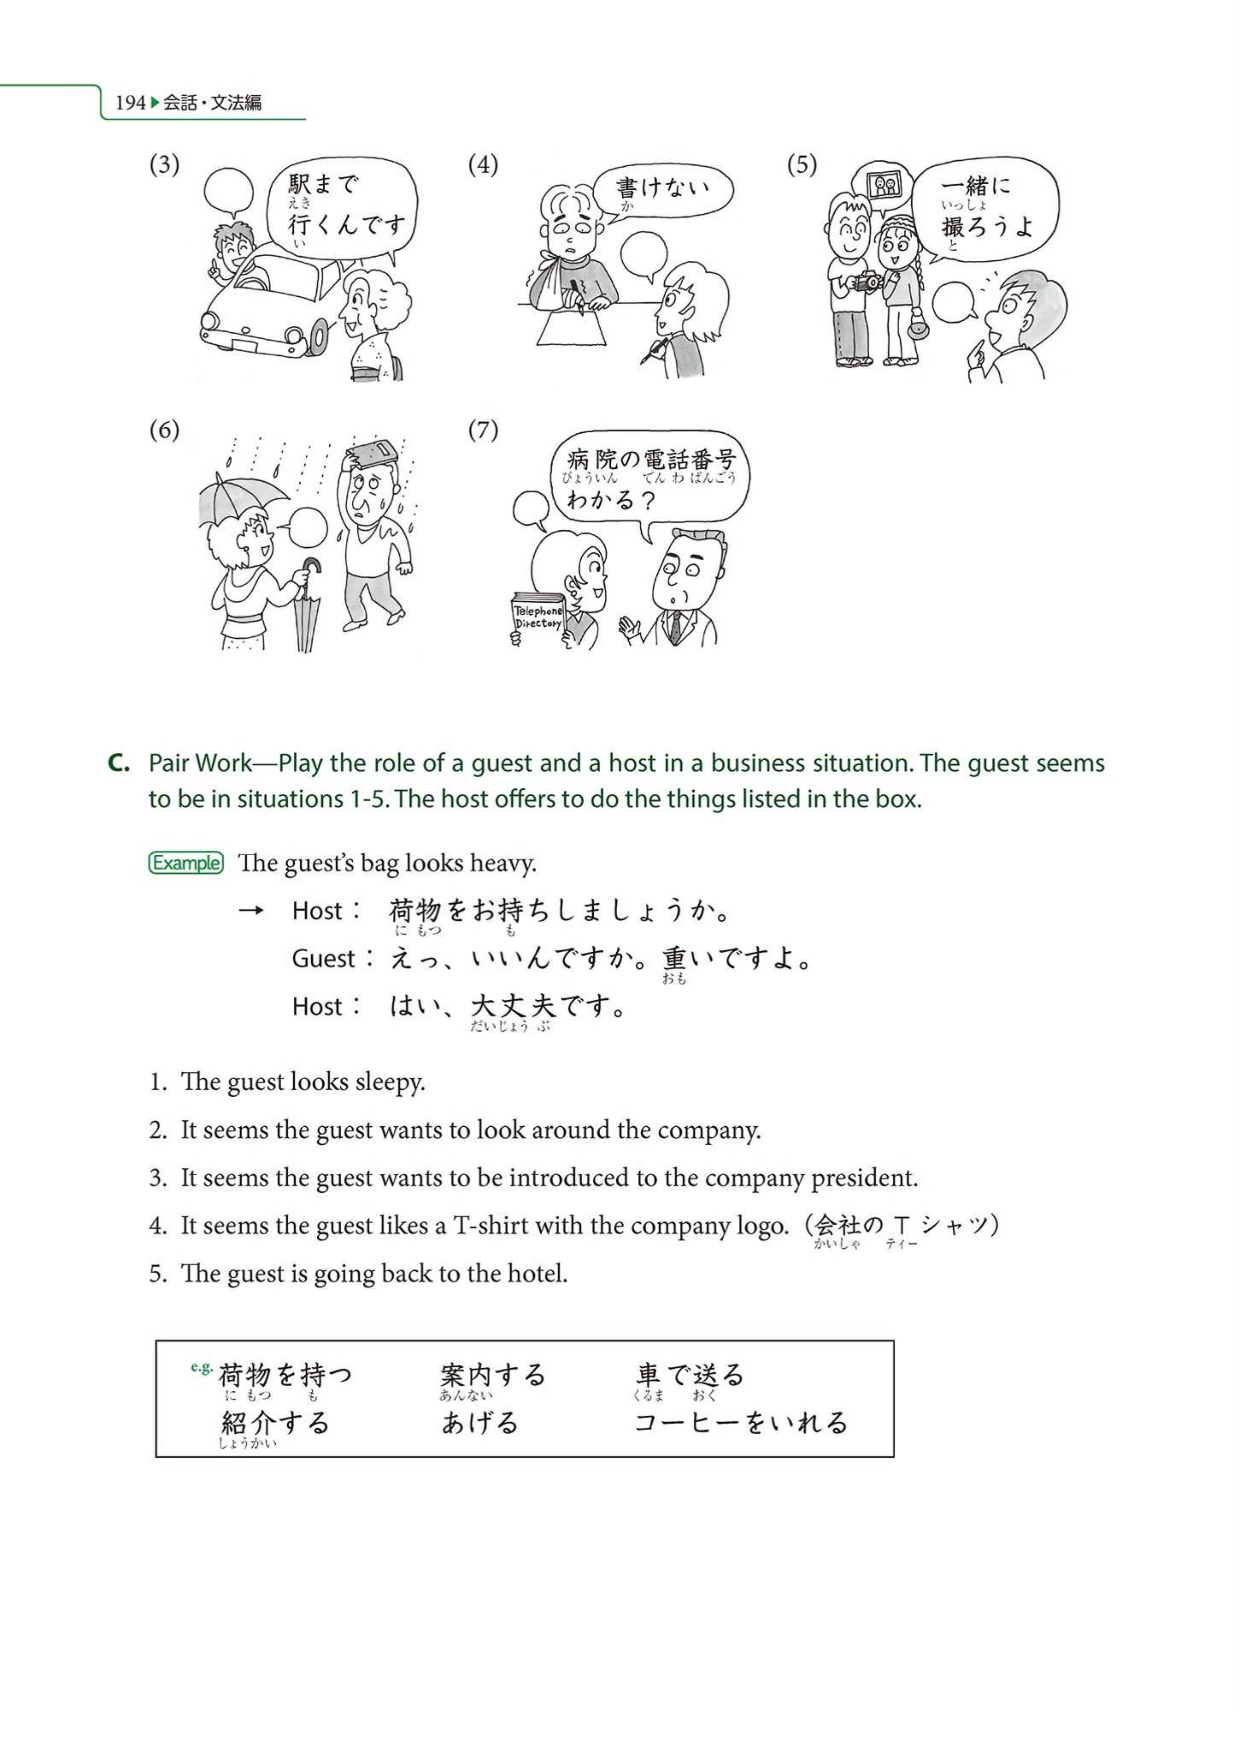 194▶会話・文法編
(3)
駅まで
えき
行くんです
い
(4)
書けない
か
(5)
一緒に
いっしょ
撮ろうよ
と
(6)
(7)
病院の電話番号
びょういん でんわばんごう
わかる？
Telephone
Directory
C. Pair Work—Play the role of a guest and a host in a business situation. The guest seems
to be in situations 1-5. The host offers to do the things listed in the box.
Example The guest's bag looks heavy.
→ Host： 荷物をお持ちしましょうか。
にもつ も
Guest： えっ、いいんですか。重いですよ。
おも
Host： はい、大丈夫です。
だいじょうぶ
1. The guest looks sleepy.
2. It seems the guest wants to look around the company.
3. It seems the guest wants to be introduced to the company president.
4. It seems the guest likes a T-shirt with the company logo.（会社のTシャツ）
かいしゃ ティー
5. The guest is going back to the hotel.
e.g. 荷物を持つ 案内する 車で送る
にもつ も あんない くるま おく
紹介する あげる コーヒーをいれる
しょうかい